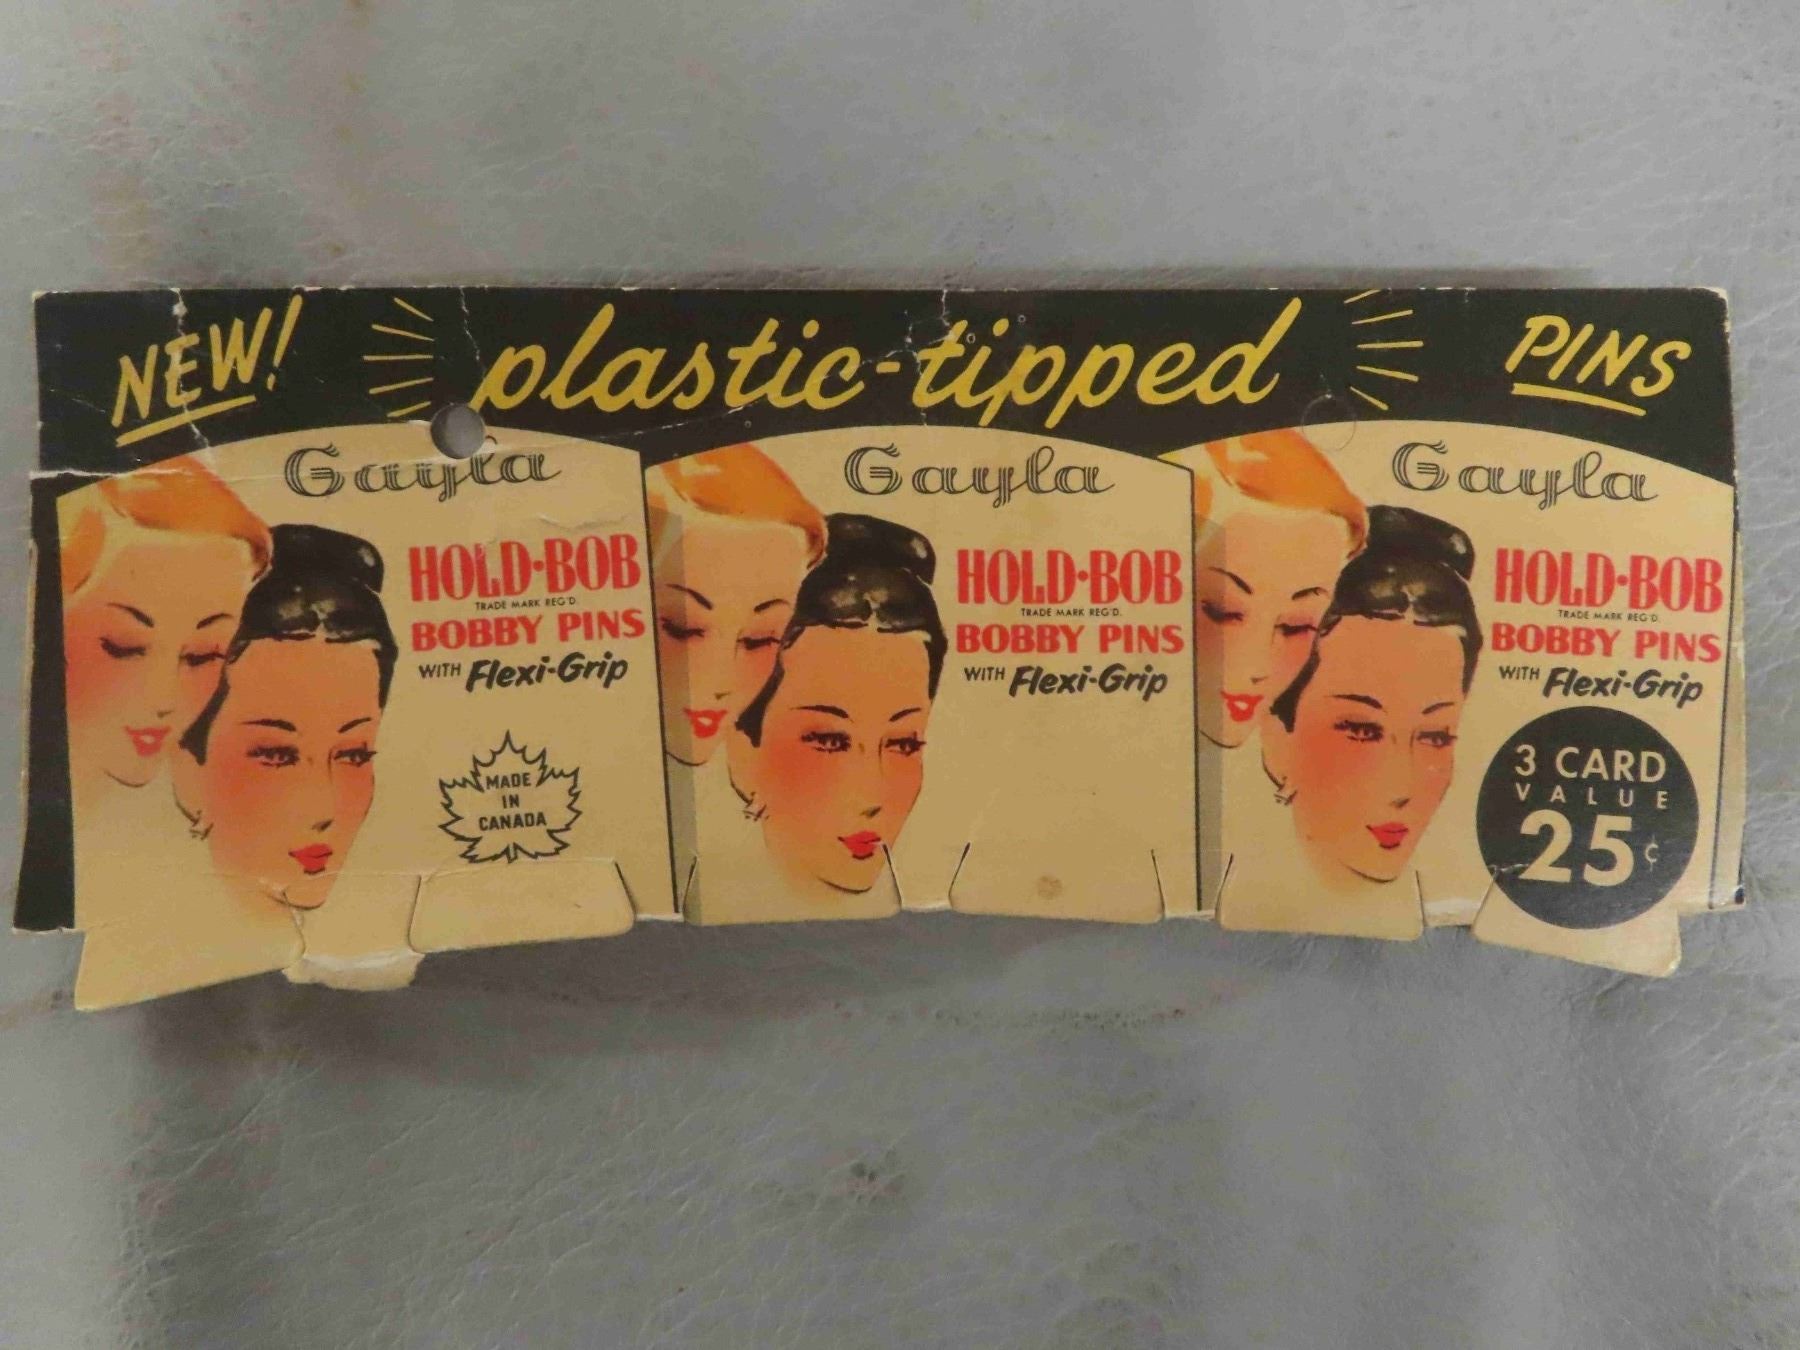 NEW! plastic-tipped PINS
Gayla
HOLD•BOB
TRADE MARK REG'D.
BOBBY PINS
WITH Flexi-Grip
MADE
IN
CANADA
Gayla
HOLD•BOB
TRADE MARK REG'D.
BOBBY PINS
WITH Flexi-Grip
Gayla
HOLD•BOB
TRADE MARK REG'D.
BOBBY PINS
WITH Flexi-Grip
3 CARD
VALUE
25¢